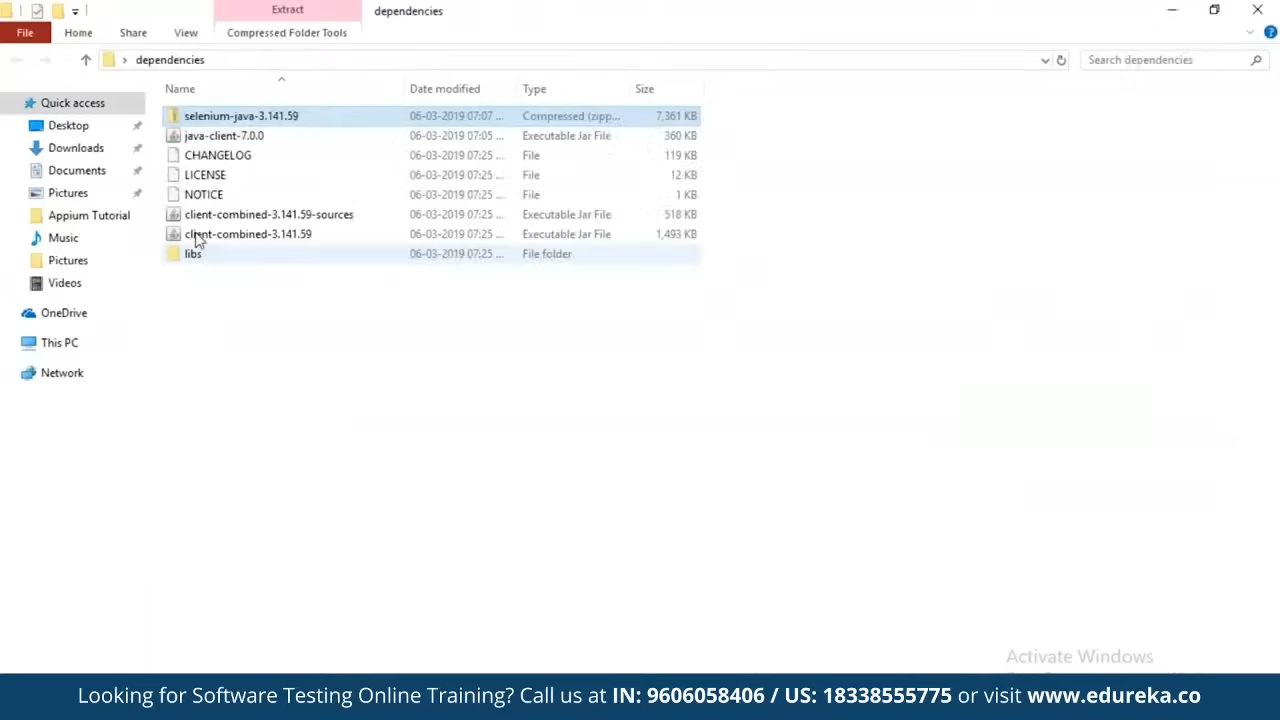 Extract
dependencies
File
Home
Share
View
Compressed Folder Tools
dependencies
Search dependencies
Name
Date modified
Type
Size
Quick access
Desktop
Downloads
Documents
Pictures
Appium Tutorial
Music
Pictures
Videos
OneDrive
This PC
Network
selenium-java-3.141.59 06-03-2019 07:07 ... Compressed (zipp... 7,361 KB
java-client-7.0.0 06-03-2019 07:05 ... Executable Jar File 360 KB
CHANGELOG 06-03-2019 07:25 ... File 119 KB
LICENSE 06-03-2019 07:25 ... File 12 KB
NOTICE 06-03-2019 07:25 ... File 1 KB
client-combined-3.141.59-sources 06-03-2019 07:25 ... Executable Jar File 518 KB
client-combined-3.141.59 06-03-2019 07:25 ... Executable Jar File 1,493 KB
libs 06-03-2019 07:25 ... File folder
Activate Windows
Looking for Software Testing Online Training? Call us at IN: 9606058406 / US: 18338555775 or visit www.edureka.co